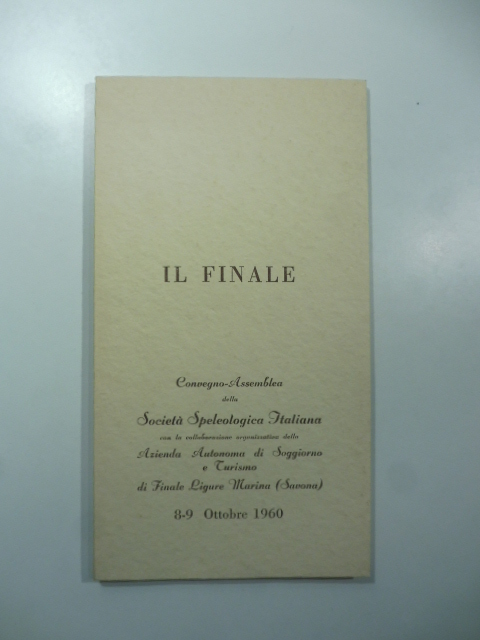 IL FINALE
Convegno-Assemblea
della
Società Speleologica Italiana
con la collaborazione organizzativa della
Azienda Autonoma di Soggiorno
e Turismo
di Finale Ligure Marina (Savona)
8-9 Ottobre 1960